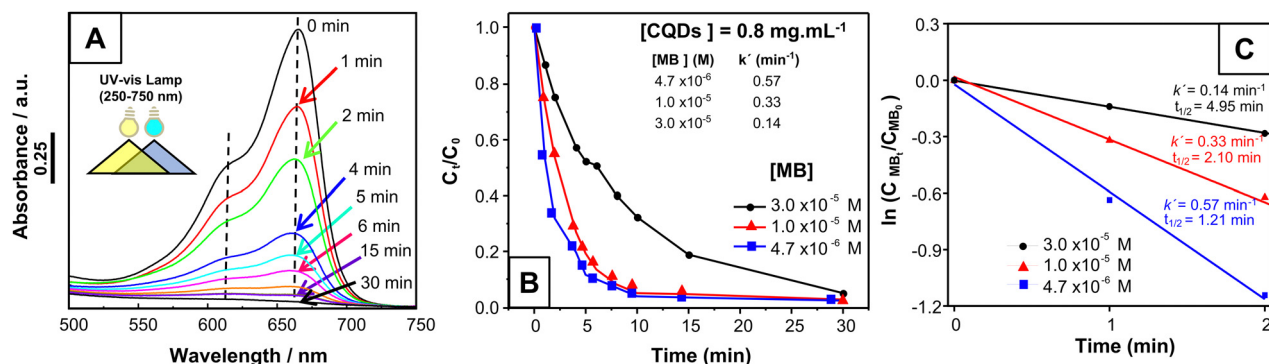 A
UV-vis Lamp
(250-750 nm)
0 min
1 min
2 min
4 min
5 min
6 min
15 min
30 min
Absorbance / a.u.
0.25
500 550 600 650 700 750
Wavelength / nm
B
[CQDs ] = 0.8 mg.mL⁻¹
[MB ] (M) k´ (min⁻¹)
4.7 x10⁻⁶ 0.57
1.0 x10⁻⁵ 0.33
3.0 x10⁻⁵ 0.14
[MB]
3.0 x10⁻⁵ M
1.0 x10⁻⁵ M
4.7 x10⁻⁶ M
Cₜ/C₀
1.0
0.8
0.6
0.4
0.2
0.0
0 5 10 15 20 25 30
Time (min)
C
k´= 0.14 min⁻¹
t₁/₂= 4.95 min
k´= 0.33 min⁻¹
t₁/₂= 2.10 min
k´= 0.57 min⁻¹
t₁/₂= 1.21 min
3.0 x10⁻⁵ M
1.0 x10⁻⁵ M
4.7 x10⁻⁶ M
ln (C MBₜ/CMB₀)
0.3
0.0
-0.3
-0.6
-0.9
-1.2
0 1 2
Time (min)